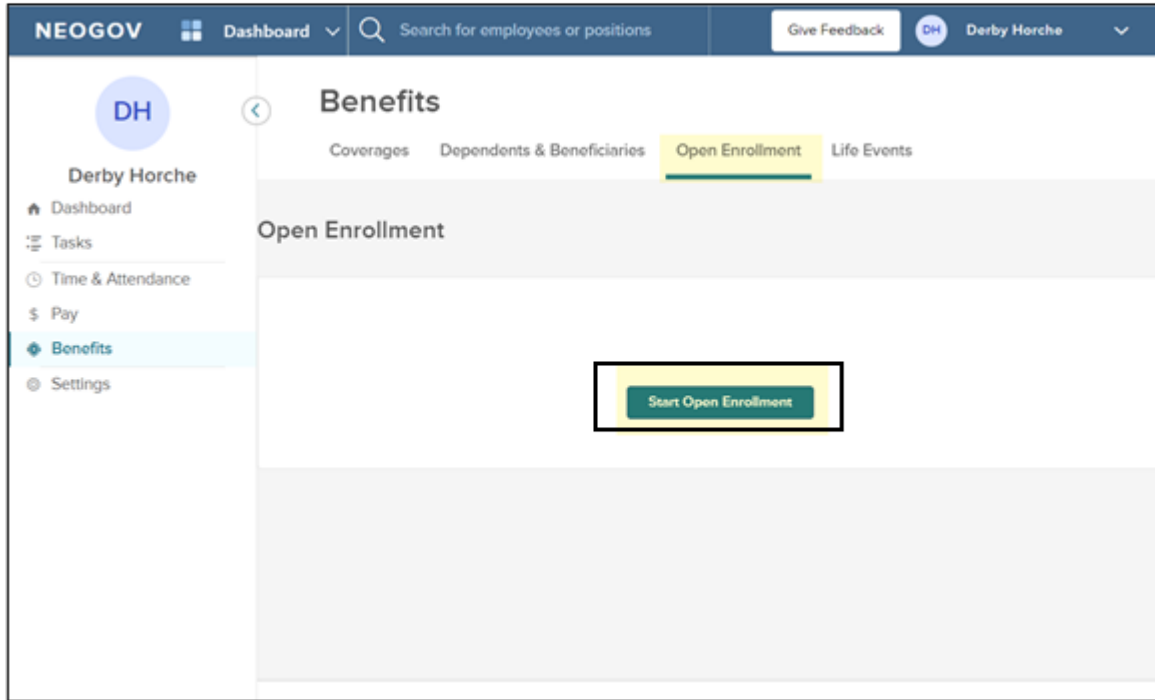 NEOGOV Dashboard Search for employees or positions Give Feedback DH Derby Horche
DH
Derby Horche
Dashboard
Tasks
Time & Attendance
$ Pay
Benefits
Settings
Benefits
Coverages Dependents & Beneficiaries Open Enrollment Life Events
Open Enrollment
Start Open Enrollment